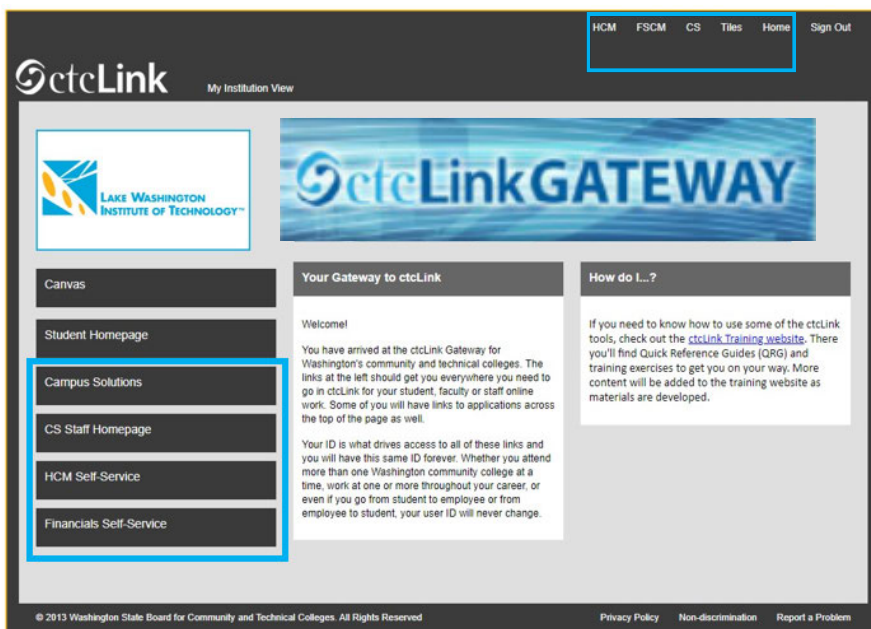 HCM FSCM CS Tiles Home Sign Out
ctcLink
My Institution View
LAKE WASHINGTON
INSTITUTE OF TECHNOLOGY™
ctcLinkGATEWAY
Canvas
Student Homepage
Campus Solutions
CS Staff Homepage
HCM Self-Service
Financials Self-Service
Your Gateway to ctcLink
Welcome!
You have arrived at the ctcLink Gateway for
Washington's community and technical colleges. The
links at the left should get you everywhere you need to
go in ctcLink for your student, faculty or staff online
work. Some of you will have links to applications across
the top of the page as well.
Your ID is what drives access to all of these links and
you will have this same ID forever. Whether you attend
more than one Washington community college at a
time, work at one or more throughout your career, or
even if you go from student to employee or from
employee to student, your user ID will never change.
How do I...?
If you need to know how to use some of the ctcLink
tools, check out the ctcLink Training website. There
you'll find Quick Reference Guides (QRG) and
training exercises to get you on your way. More
content will be added to the training website as
materials are developed.
© 2013 Washington State Board for Community and Technical Colleges. All Rights Reserved
Privacy Policy Non-discrimination Report a Problem